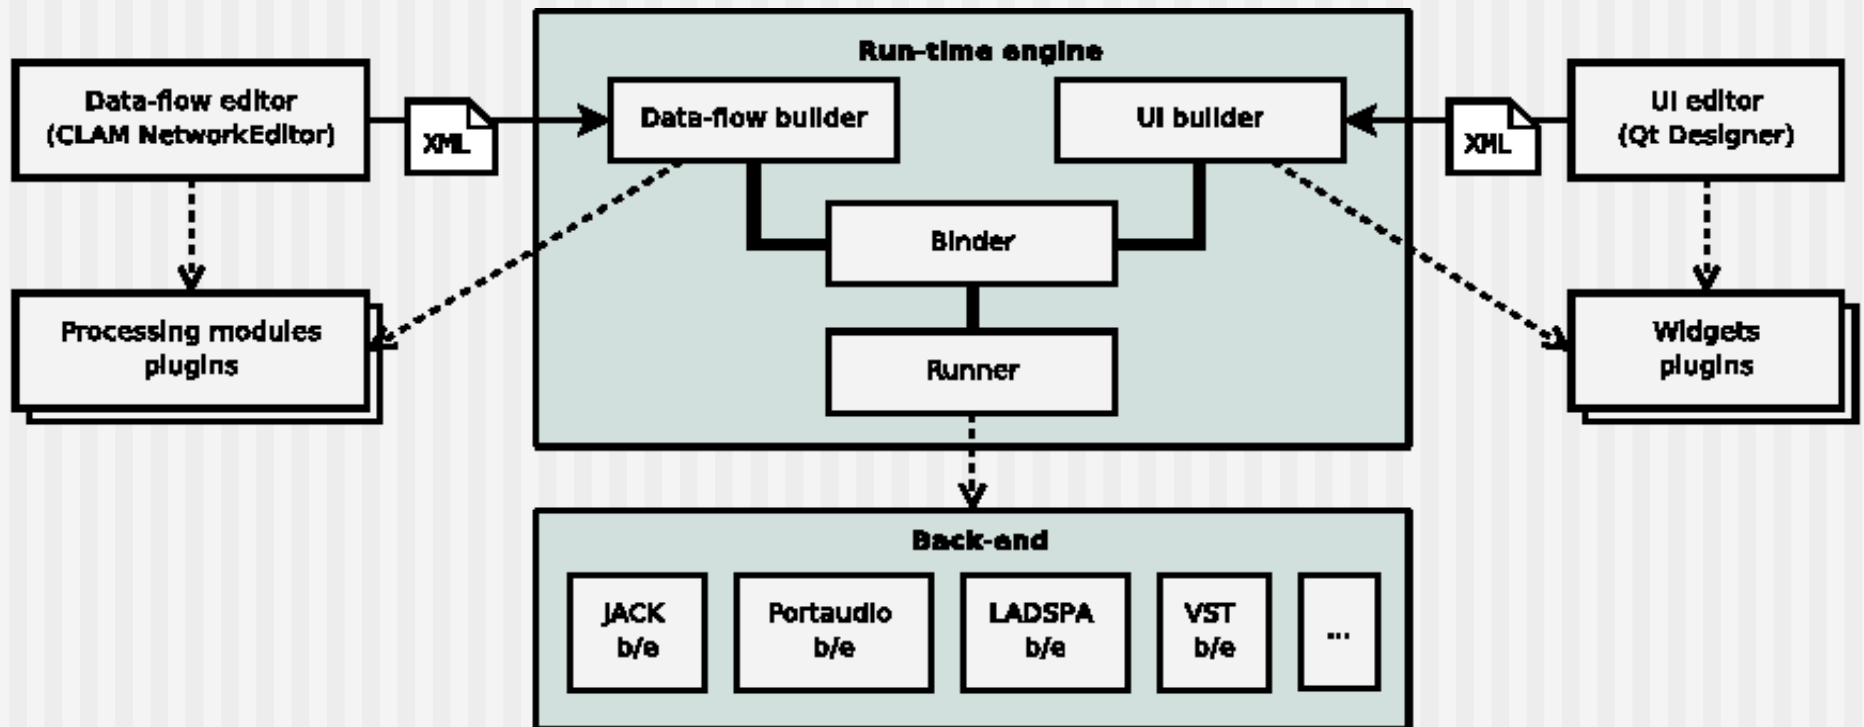 Run-time engine
Data-flow editor
(CLAM NetworkEditor)
XML
Data-flow builder
UI builder
XML
UI editor
(Qt Designer)
Binder
Processing modules
plugins
Runner
Widgets
plugins
Back-end
JACK
b/e
Portaudio
b/e
LADSPA
b/e
VST
b/e
...